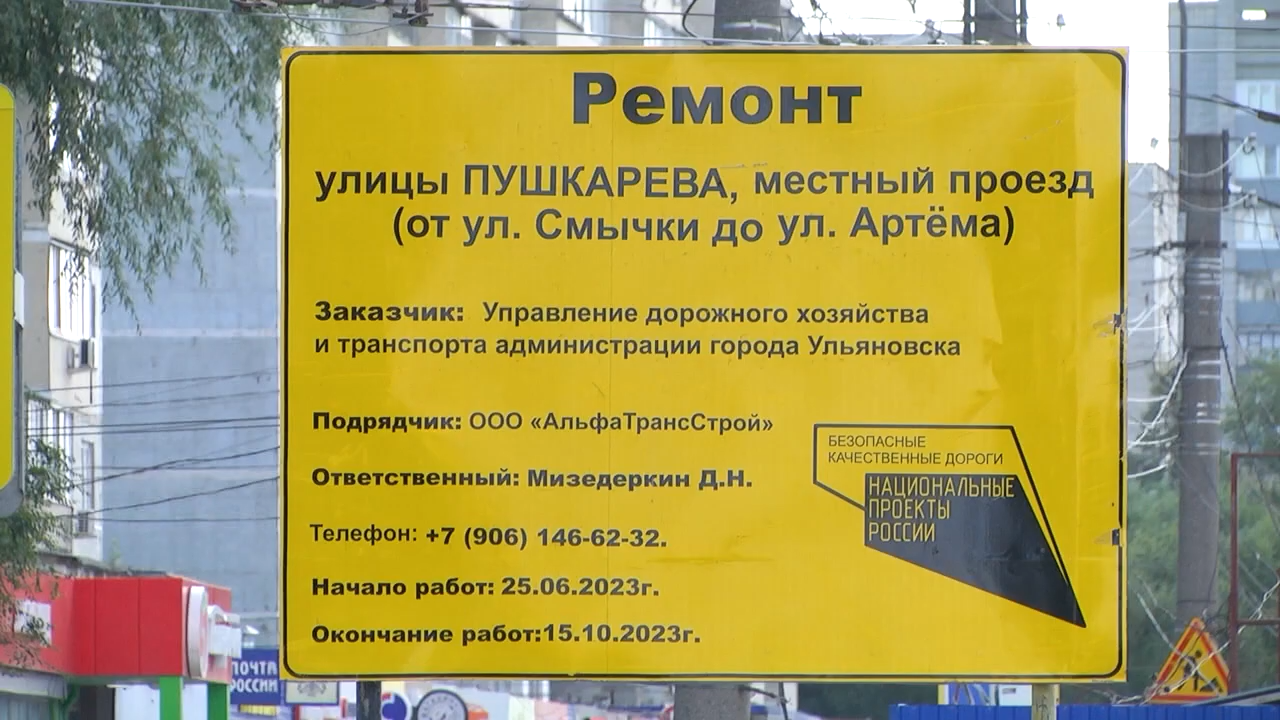 Ремонт
улицы ПУШКАРЕВА, местный проезд
(от ул. Смычки до ул. Артёма)
Заказчик: Управление дорожного хозяйства
и транспорта администрации города Ульяновска
Подрядчик: ООО «АльфаТрансСтрой»
Ответственный: Мизедеркин Д.Н.
Телефон: +7 (906) 146-62-32.
Начало работ: 25.06.2023г.
Окончание работ:15.10.2023г.
БЕЗОПАСНЫЕ
КАЧЕСТВЕННЫЕ ДОРОГИ
НАЦИОНАЛЬНЫЕ
ПРОЕКТЫ
РОССИИ
ПОЧТА
РОССИИ